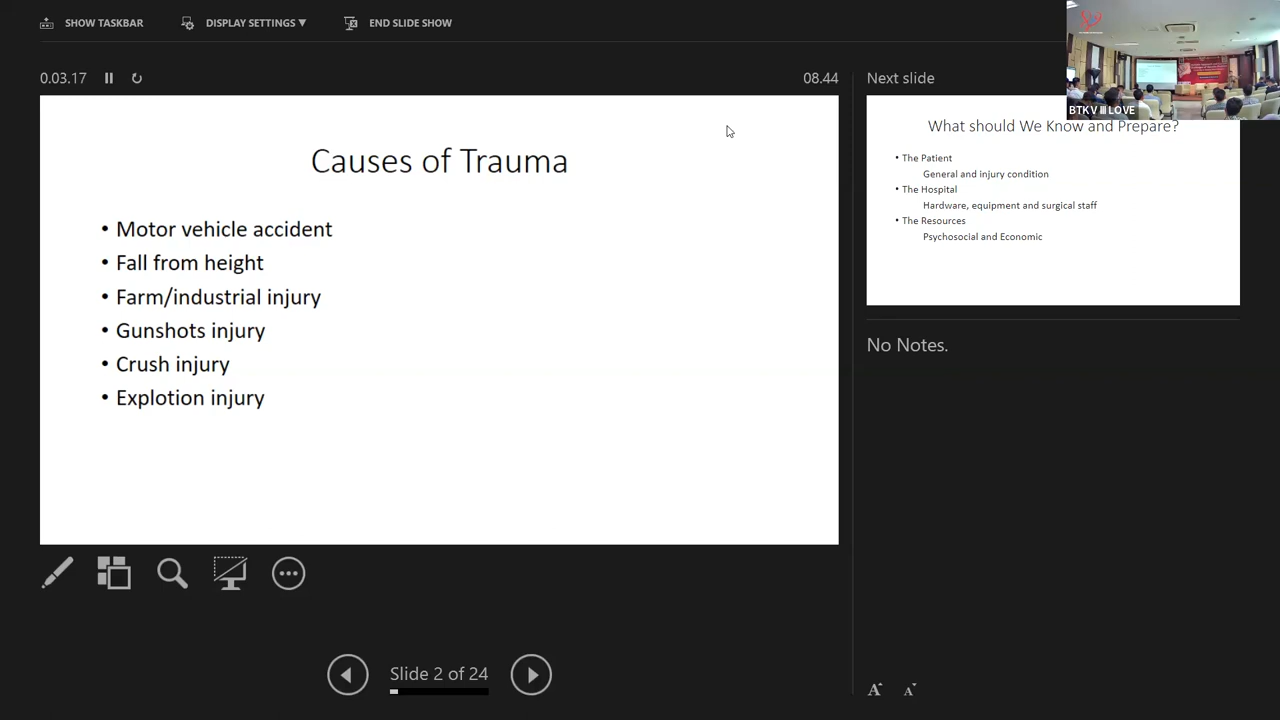 SHOW TASKBAR
DISPLAY SETTINGS ▼
END SLIDE SHOW
0.03.17
08.44
Next slide
BTKV III LOVE
Causes of Trauma
• Motor vehicle accident
• Fall from height
• Farm/industrial injury
• Gunshots injury
• Crush injury
• Explotion injury
What should We Know and Prepare?
• The Patient
General and injury condition
• The Hospital
Hardware, equipment and surgical staff
• The Resources
Psychosocial and Economic
No Notes.
Slide 2 of 24
A A